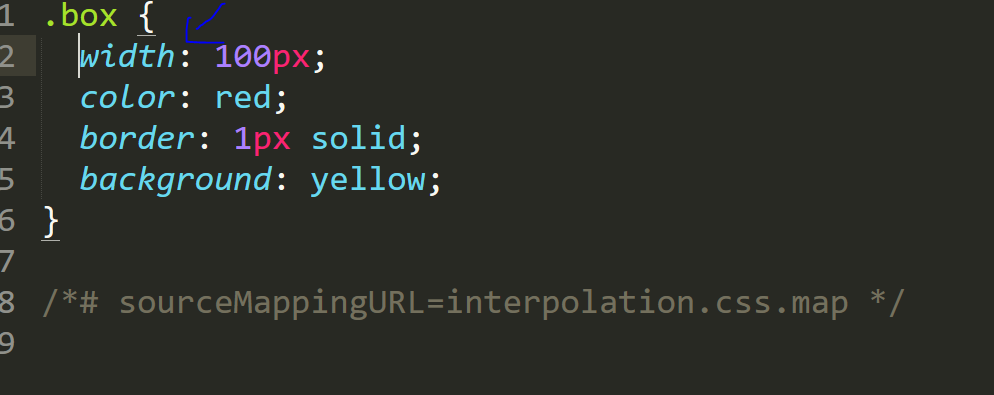 1 .box {
2   width: 100px;
3   color: red;
4   border: 1px solid;
5   background: yellow;
6 }
7
8 /*# sourceMappingURL=interpolation.css.map */
9